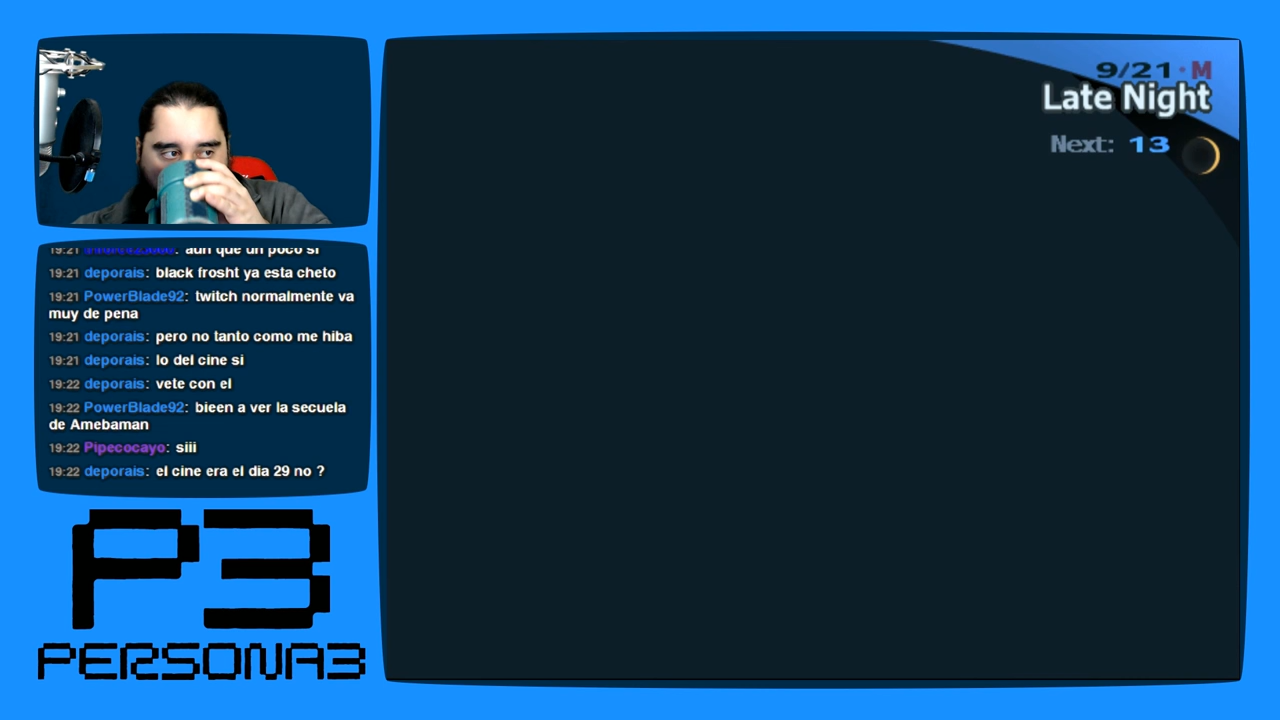 9/21 · M
Late Night
Next: 13
19:21 : aun que un poco si
19:21 deporais: black frosht ya esta cheto
19:21 PowerBlade92: twitch normalmente va
muy de pena
19:21 deporais: pero no tanto como me hiba
19:21 deporais: lo del cine si
19:22 deporais: vete con el
19:22 PowerBlade92: bieen a ver la secuela
de Amebaman
19:22 Pipecocayo: siii
19:22 deporais: el cine era el dia 29 no ?
P3
PERSONA3